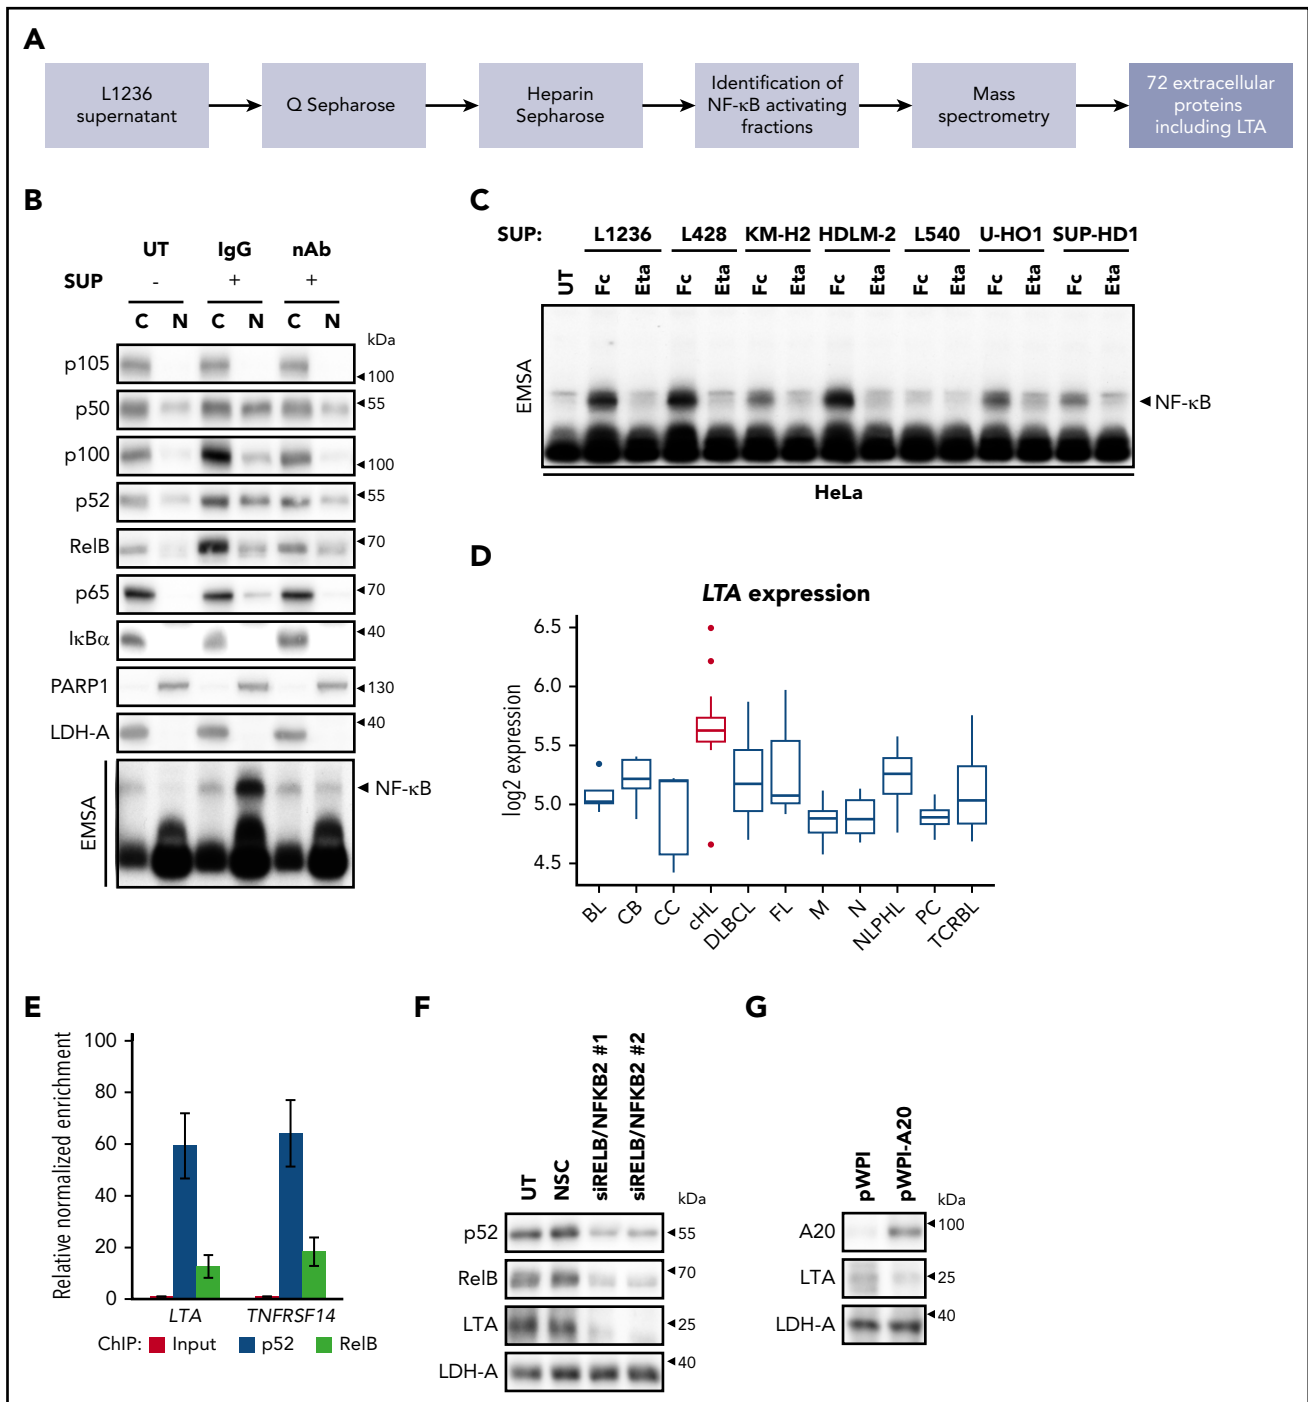 A
L1236
supernatant
Q Sepharose
Heparin
Sepharose
Identification of
NF-κB activating
fractions
Mass
spectrometry
72 extracellular
proteins
including LTA
B
UT IgG nAb
SUP - + +
C N C N C N
kDa
p105
100
p50
55
p100
100
p52
55
RelB
70
p65
70
IκBα
40
PARP1
130
LDH-A
40
EMSA
NF-κB
C
SUP: L1236 L428 KM-H2 HDLM-2 L540 U-HO1 SUP-HD1
UT Fc Eta Fc Eta Fc Eta Fc Eta Fc Eta Fc Eta Fc Eta
EMSA
NF-κB
HeLa
D
LTA expression
log2 expression
6.5
6.0
5.5
5.0
4.5
BL CB CC cHL DLBCL FL M N NLPHL PC TCRBL
E
Relative normalized enrichment
100
80
60
40
20
0
LTA TNFRSF14
ChIP: Input p52 RelB
F
UT NSC siRELB/NFKB2 #1 siRELB/NFKB2 #2
kDa
p52 55
RelB 70
LTA 25
LDH-A 40
G
pWPI pWPI-A20
kDa
A20 100
LTA 25
LDH-A 40